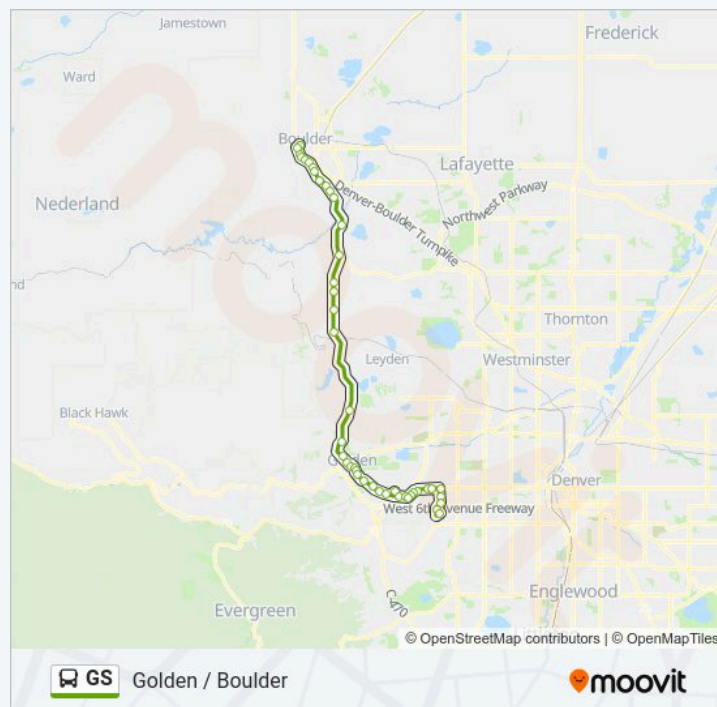 Jamestown
Frederick
Ward
Boulder
Lafayette
Northwest Parkway
Denver-Boulder Turnpike
Nederland
Thornton
Leyden
Westminster
Black Hawk
Golden
Denver
West 6th Avenue Freeway
Englewood
C-470
Evergreen
© OpenStreetMap contributors | © OpenMapTiles
GS
Golden / Boulder
moovit